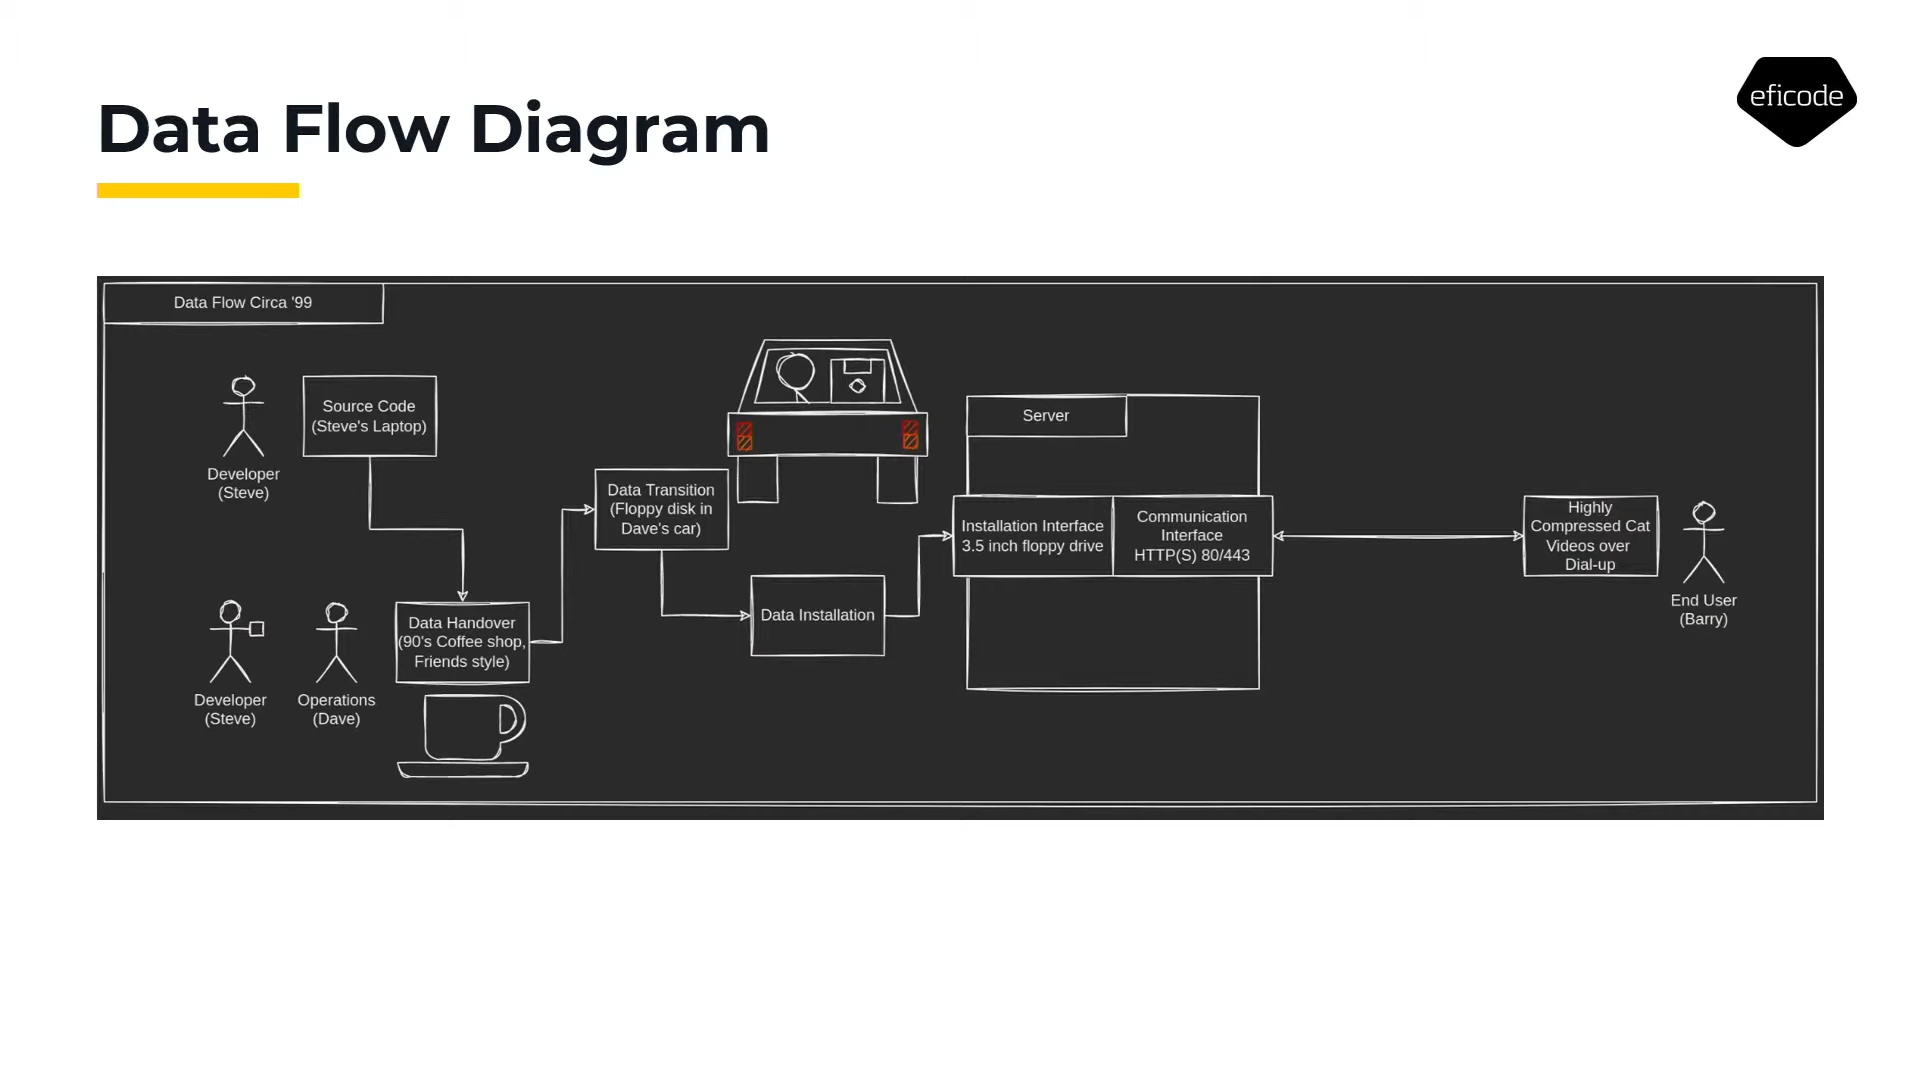 eficode
Data Flow Diagram
Data Flow Circa '99
Source Code
(Steve's Laptop)
Developer
(Steve)
Server
Data Transition
(Floppy disk in
Dave's car)
Installation Interface
3.5 inch floppy drive
Communication
Interface
HTTP(S) 80/443
Highly
Compressed Cat
Videos over
Dial-up
End User
(Barry)
Data Handover
(90's Coffee shop,
Friends style)
Data Installation
Developer
(Steve)
Operations
(Dave)